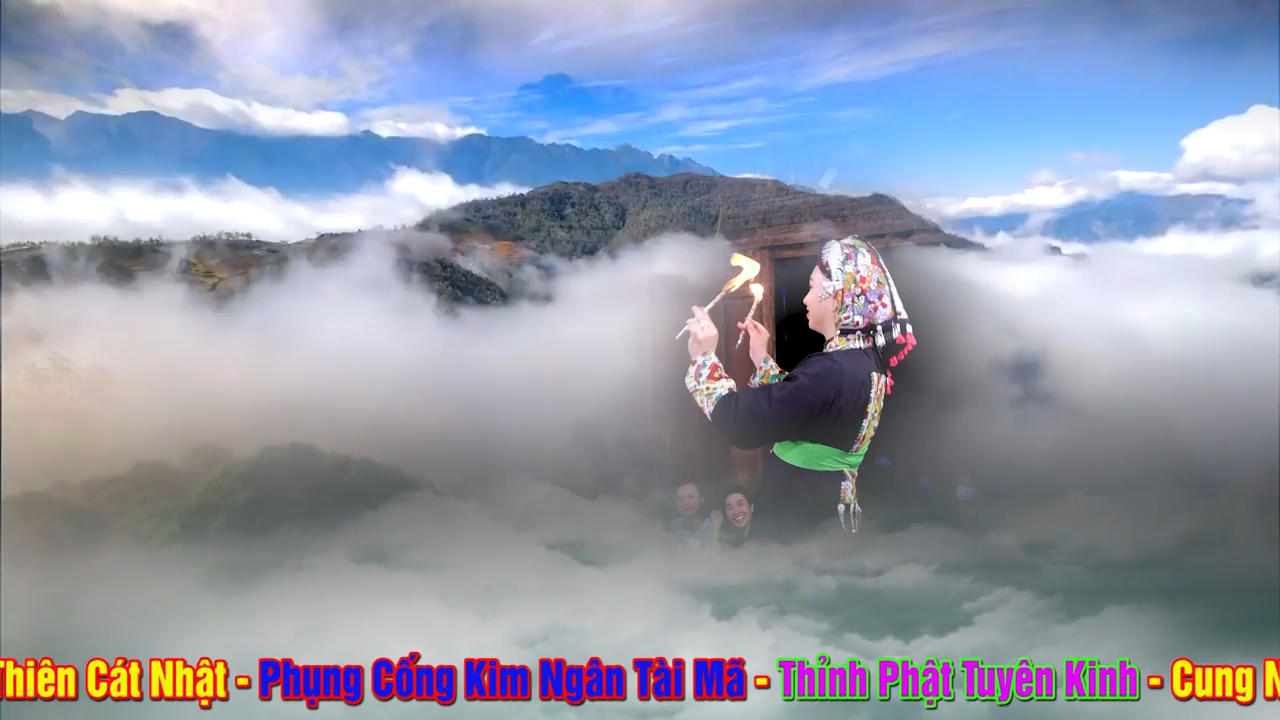 Thiên Cát Nhật - Phụng Cống Kim Ngân Tài Mã - Thỉnh Phật Tuyên Kinh - Cung